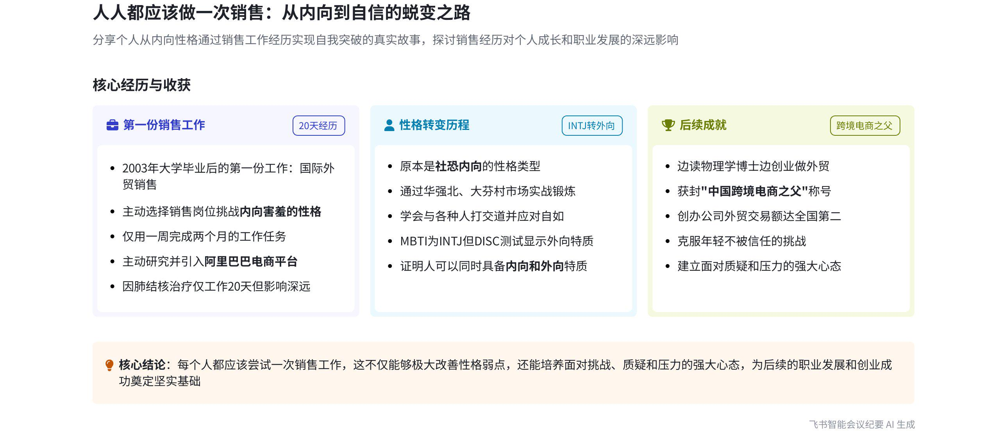 人人都应该做一次销售：从内向到自信的蜕变之路
分享个人从内向性格通过销售工作经历实现自我突破的真实故事，探讨销售经历对个人成长和职业发展的深远影响
核心经历与收获
第一份销售工作
20天经历
2003年大学毕业后的第一份工作：国际外
贸销售
主动选择销售岗位挑战内向害羞的性格
仅用一周完成两个月的工作任务
主动研究并引入阿里巴巴电商平台
因肺结核治疗仅工作20天但影响深远
性格转变历程
INTJ转外向
原本是社恐内向的性格类型
通过华强北、大芬村市场实战锻炼
学会与各种人打交道并应对自如
MBTI为INTJ但DISC测试显示外向特质
证明人可以同时具备内向和外向特质
后续成就
跨境电商之父
边读物理学博士边创业做外贸
获封"中国跨境电商之父"称号
创办公司外贸交易额达全国第二
克服年轻不被信任的挑战
建立面对质疑和压力的强大心态
核心结论：每个人都应该尝试一次销售工作，这不仅能够极大改善性格弱点，还能培养面对挑战、质疑和压力的强大心态，为后续的职业发展和创业成
功奠定坚实基础
飞书智能会议纪要 AI 生成